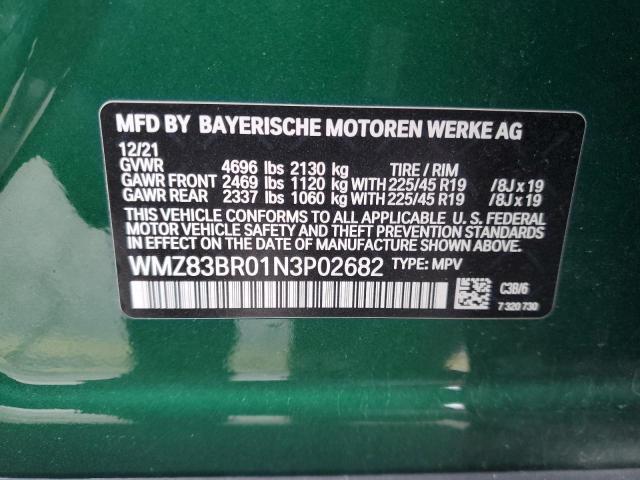 MFD BY BAYERISCHE MOTOREN WERKE AG
12/21
GVWR 4696 lbs 2130 kg TIRE / RIM
GAWR FRONT 2469 lbs 1120 kg WITH 225/45 R19 /8J x 19
GAWR REAR 2337 lbs 1060 kg WITH 225/45 R19 /8J x 19
THIS VEHICLE CONFORMS TO ALL APPLICABLE U. S. FEDERAL
MOTOR VEHICLE SAFETY, BUMPER, AND THEFT PREVENTION
STANDARDS IN EFFECT ON THE DATE OF MANUFACTURE SHOWN ABOVE.
WMZ83BR01N3P02682 TYPE: MPV
C3B/6
7 320 730